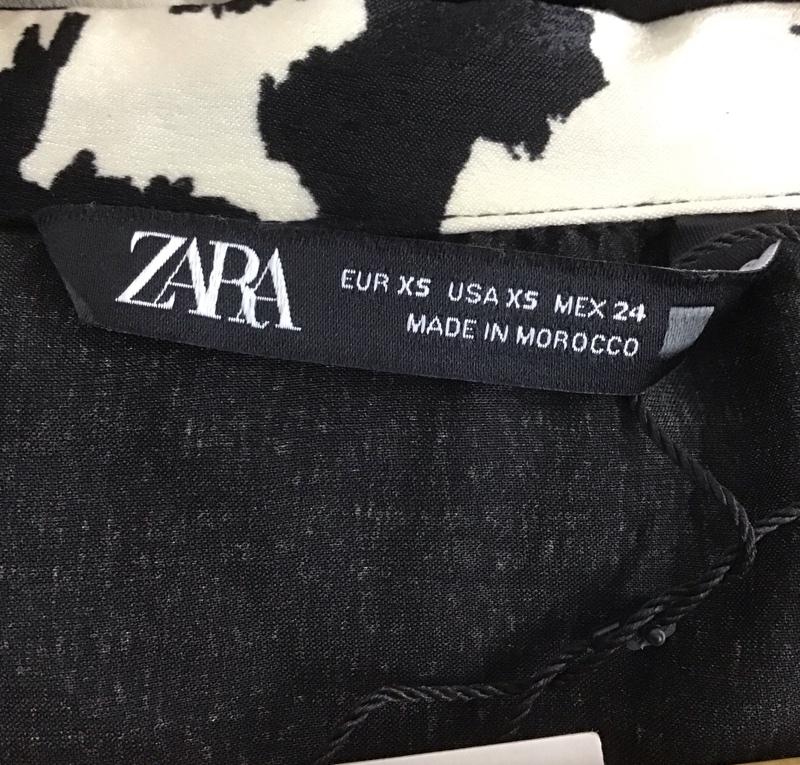 ZARA
EUR XS USA XS MEX 24
MADE IN MOROCCO